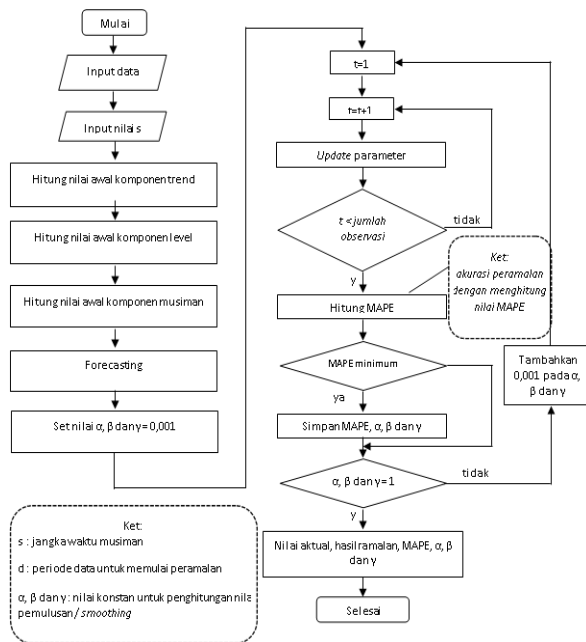 Mulai
Input data
Input nilai s
Hitung nilai awal komponen trend
Hitung nilai awal komponen level
Hitung nilai awal komponen musiman
Forecasting
Set nilai α, β dan γ = 0,001
t=1
t=t+1
Update parameter
t < jumlah
observasi
tidak
y
Ket:
akurasi peramalan
dengan menghitung
nilai MAPE
Hitung MAPE
MAPE minimum
ya
Simpan MAPE, α, β dan γ
Tambahkan
0,001 pada α,
β dan γ
α, β dan γ = 1
tidak
y
Nilai aktual, hasil ramalan, MAPE, α, β
dan γ
Selesai
Ket:
s : jangka waktu musiman
d : periode data untuk memulai peramalan
α, β dan γ : nilai konstan untuk penghitungan nila
pemulusan / smoothing